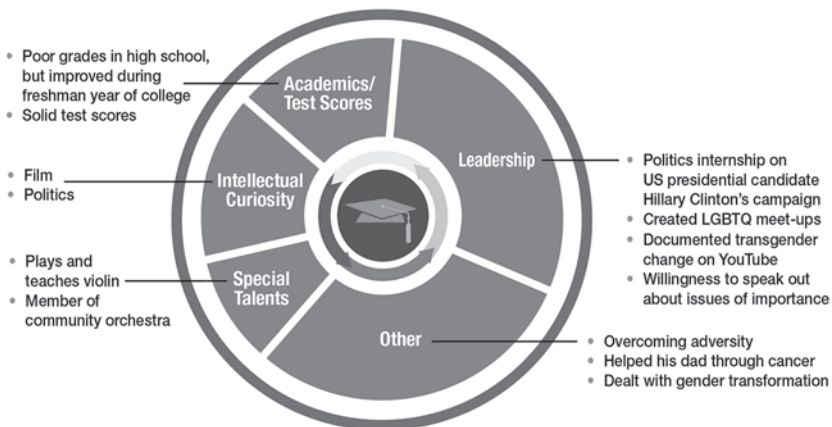 • Poor grades in high school,
but improved during
freshman year of college
• Solid test scores
Academics/
Test Scores
• Film
• Politics
Intellectual
Curiosity
• Plays and
teaches violin
• Member of
community orchestra
Special
Talents
Leadership
• Politics internship on
US presidential candidate
Hillary Clinton's campaign
• Created LGBTQ meet-ups
• Documented transgender
change on YouTube
• Willingness to speak out
about issues of importance
Other
• Overcoming adversity
• Helped his dad through cancer
• Dealt with gender transformation